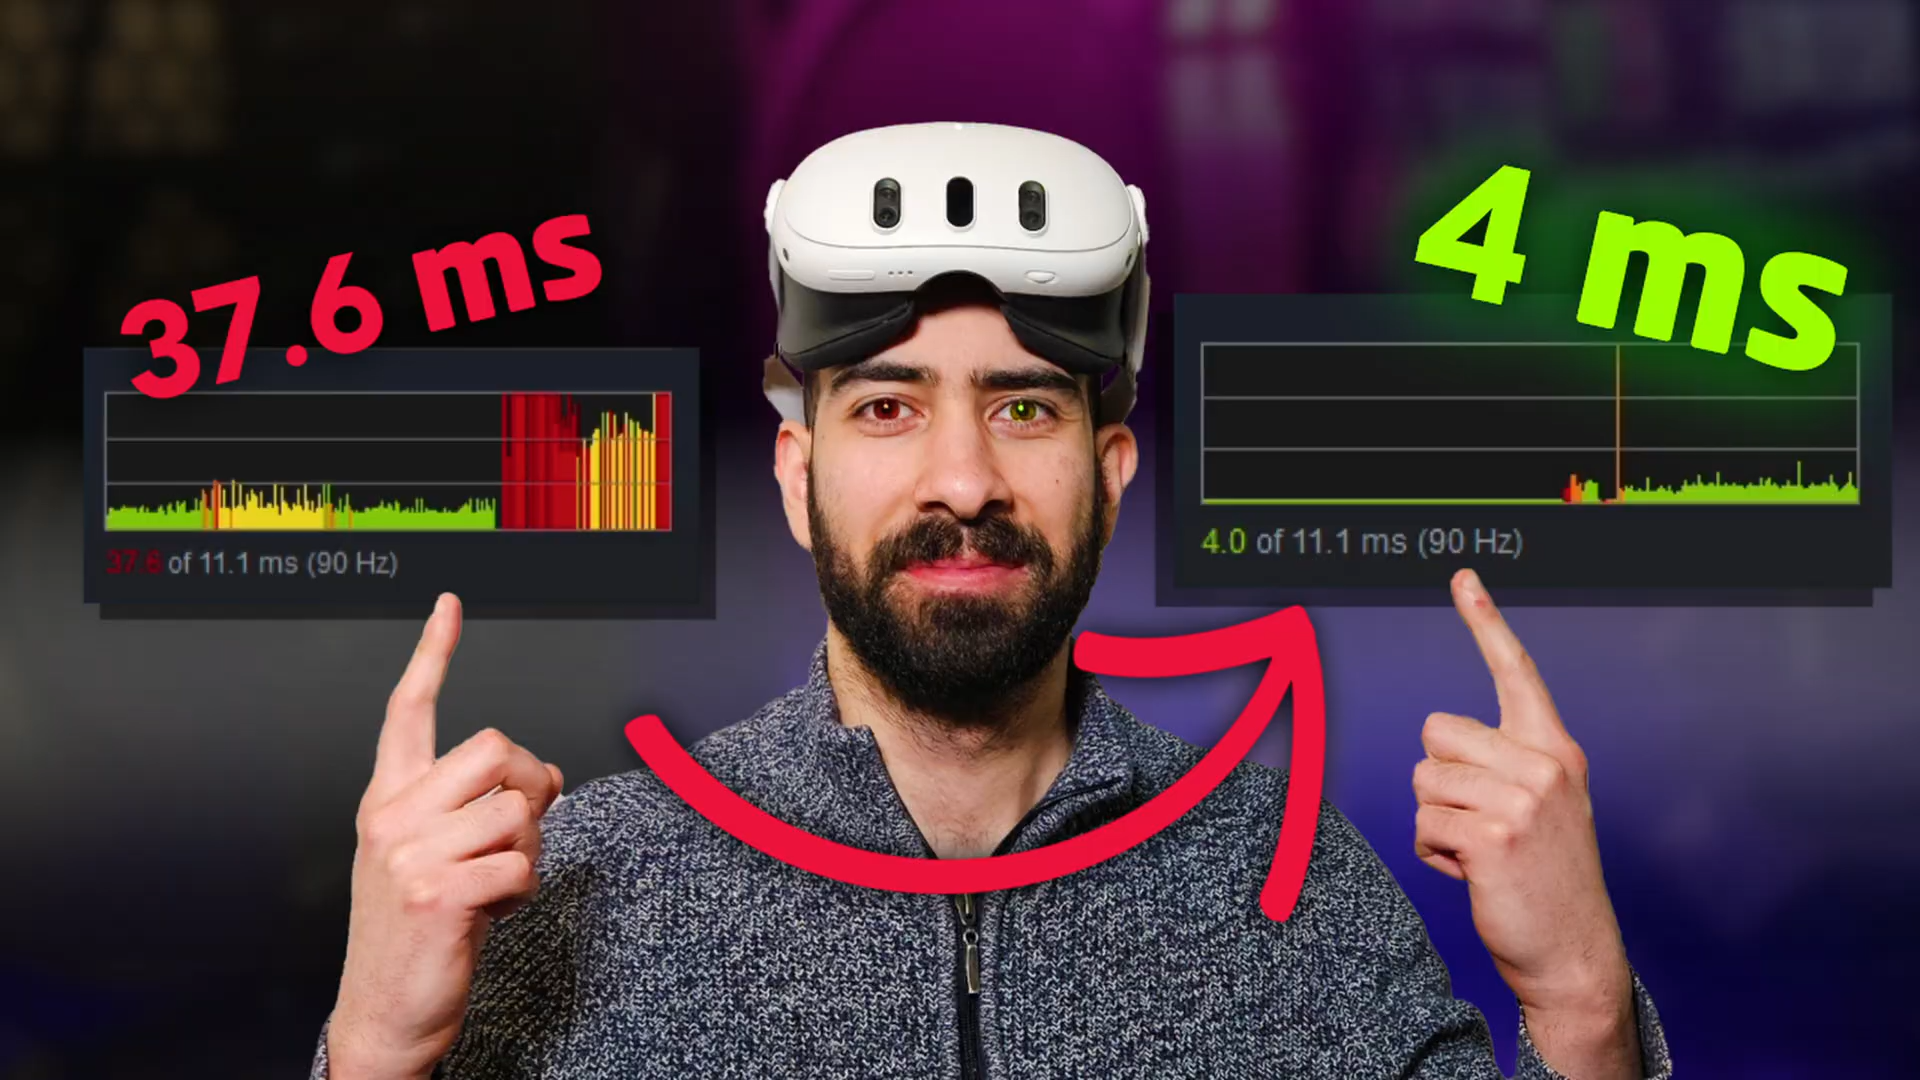 37.6 ms
37.6 of 11.1 ms (90 Hz)
4 ms
4.0 of 11.1 ms (90 Hz)